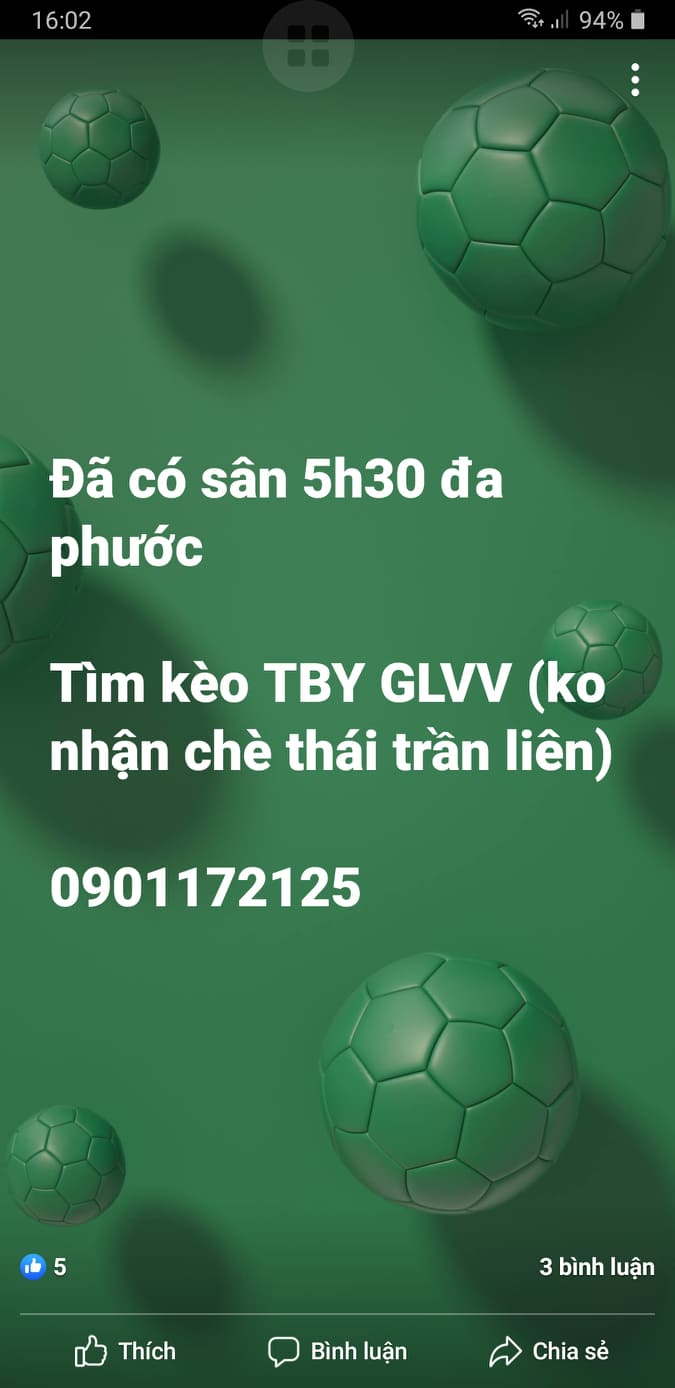 16:02
94%
Đã có sân 5h30 đa
phước
Tìm kèo TBY GLVV (ko
nhận chè thái trần liên)
0901172125
5
3 bình luận
Thích
Bình luận
Chia sẻ